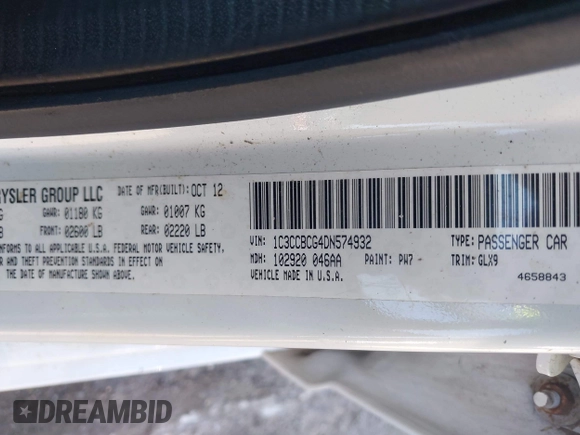 YSLER GROUP LLC DATE OF MFR(BUILT): OCT 12
G GAWR: 01180 KG GAWR: 01007 KG
B FRONT: 02600 LB REAR: 02220 LB
NFORMS TO ALL APPLICABLE FEDERAL MOTOR VEHICLE SAFETY,
AND THEFT PREVENTION STANDARDS IN EFFECT ON
THE DATE OF MANUFACTURE SHOWN ABOVE.
VIN: 1C3CCBCG4DN574932 TYPE: PASSENGER CAR
MDH: 102920 046AA PAINT: PW7 - TRIM: GLX9
VEHICLE MADE IN U.S.A. 4658843
DREAMBID